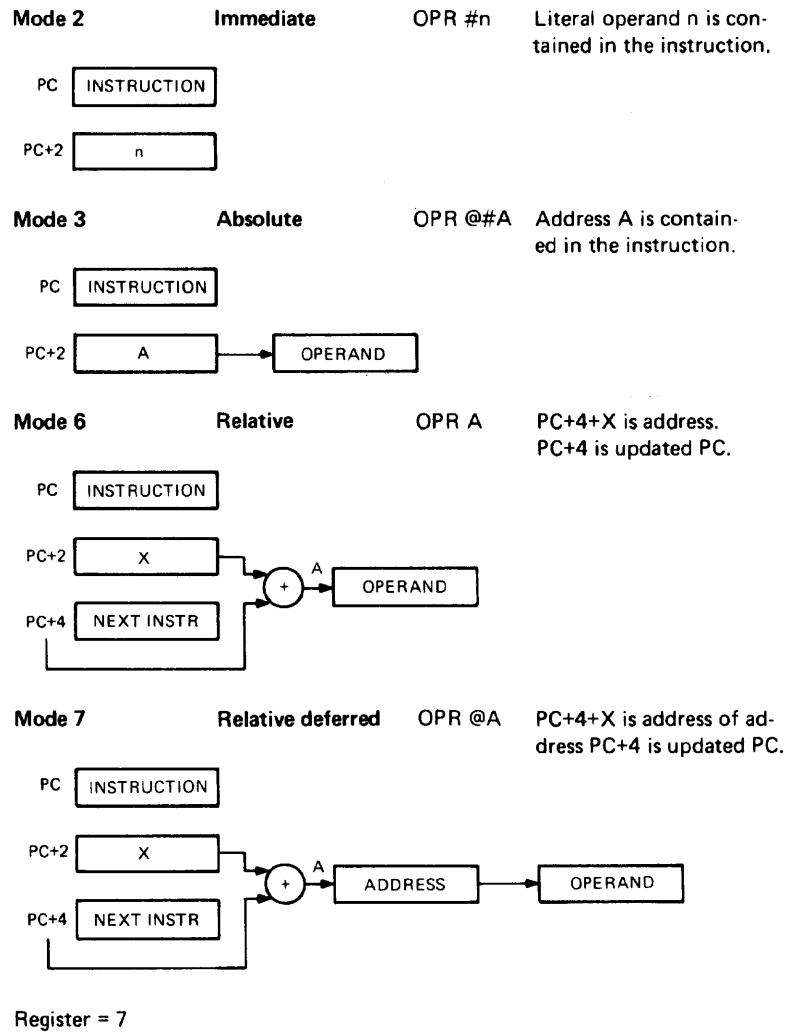 Mode 2 Immediate OPR #n Literal operand n is con-
tained in the instruction.
PC INSTRUCTION
PC+2 n
Mode 3 Absolute OPR @#A Address A is contain-
ed in the instruction.
PC INSTRUCTION
PC+2 A OPERAND
Mode 6 Relative OPR A PC+4+X is address.
PC+4 is updated PC.
PC INSTRUCTION
PC+2 X
A
+ OPERAND
PC+4 NEXT INSTR
Mode 7 Relative deferred OPR @A PC+4+X is address of ad-
dress PC+4 is updated PC.
PC INSTRUCTION
PC+2 X
A
+ ADDRESS OPERAND
PC+4 NEXT INSTR
Register = 7